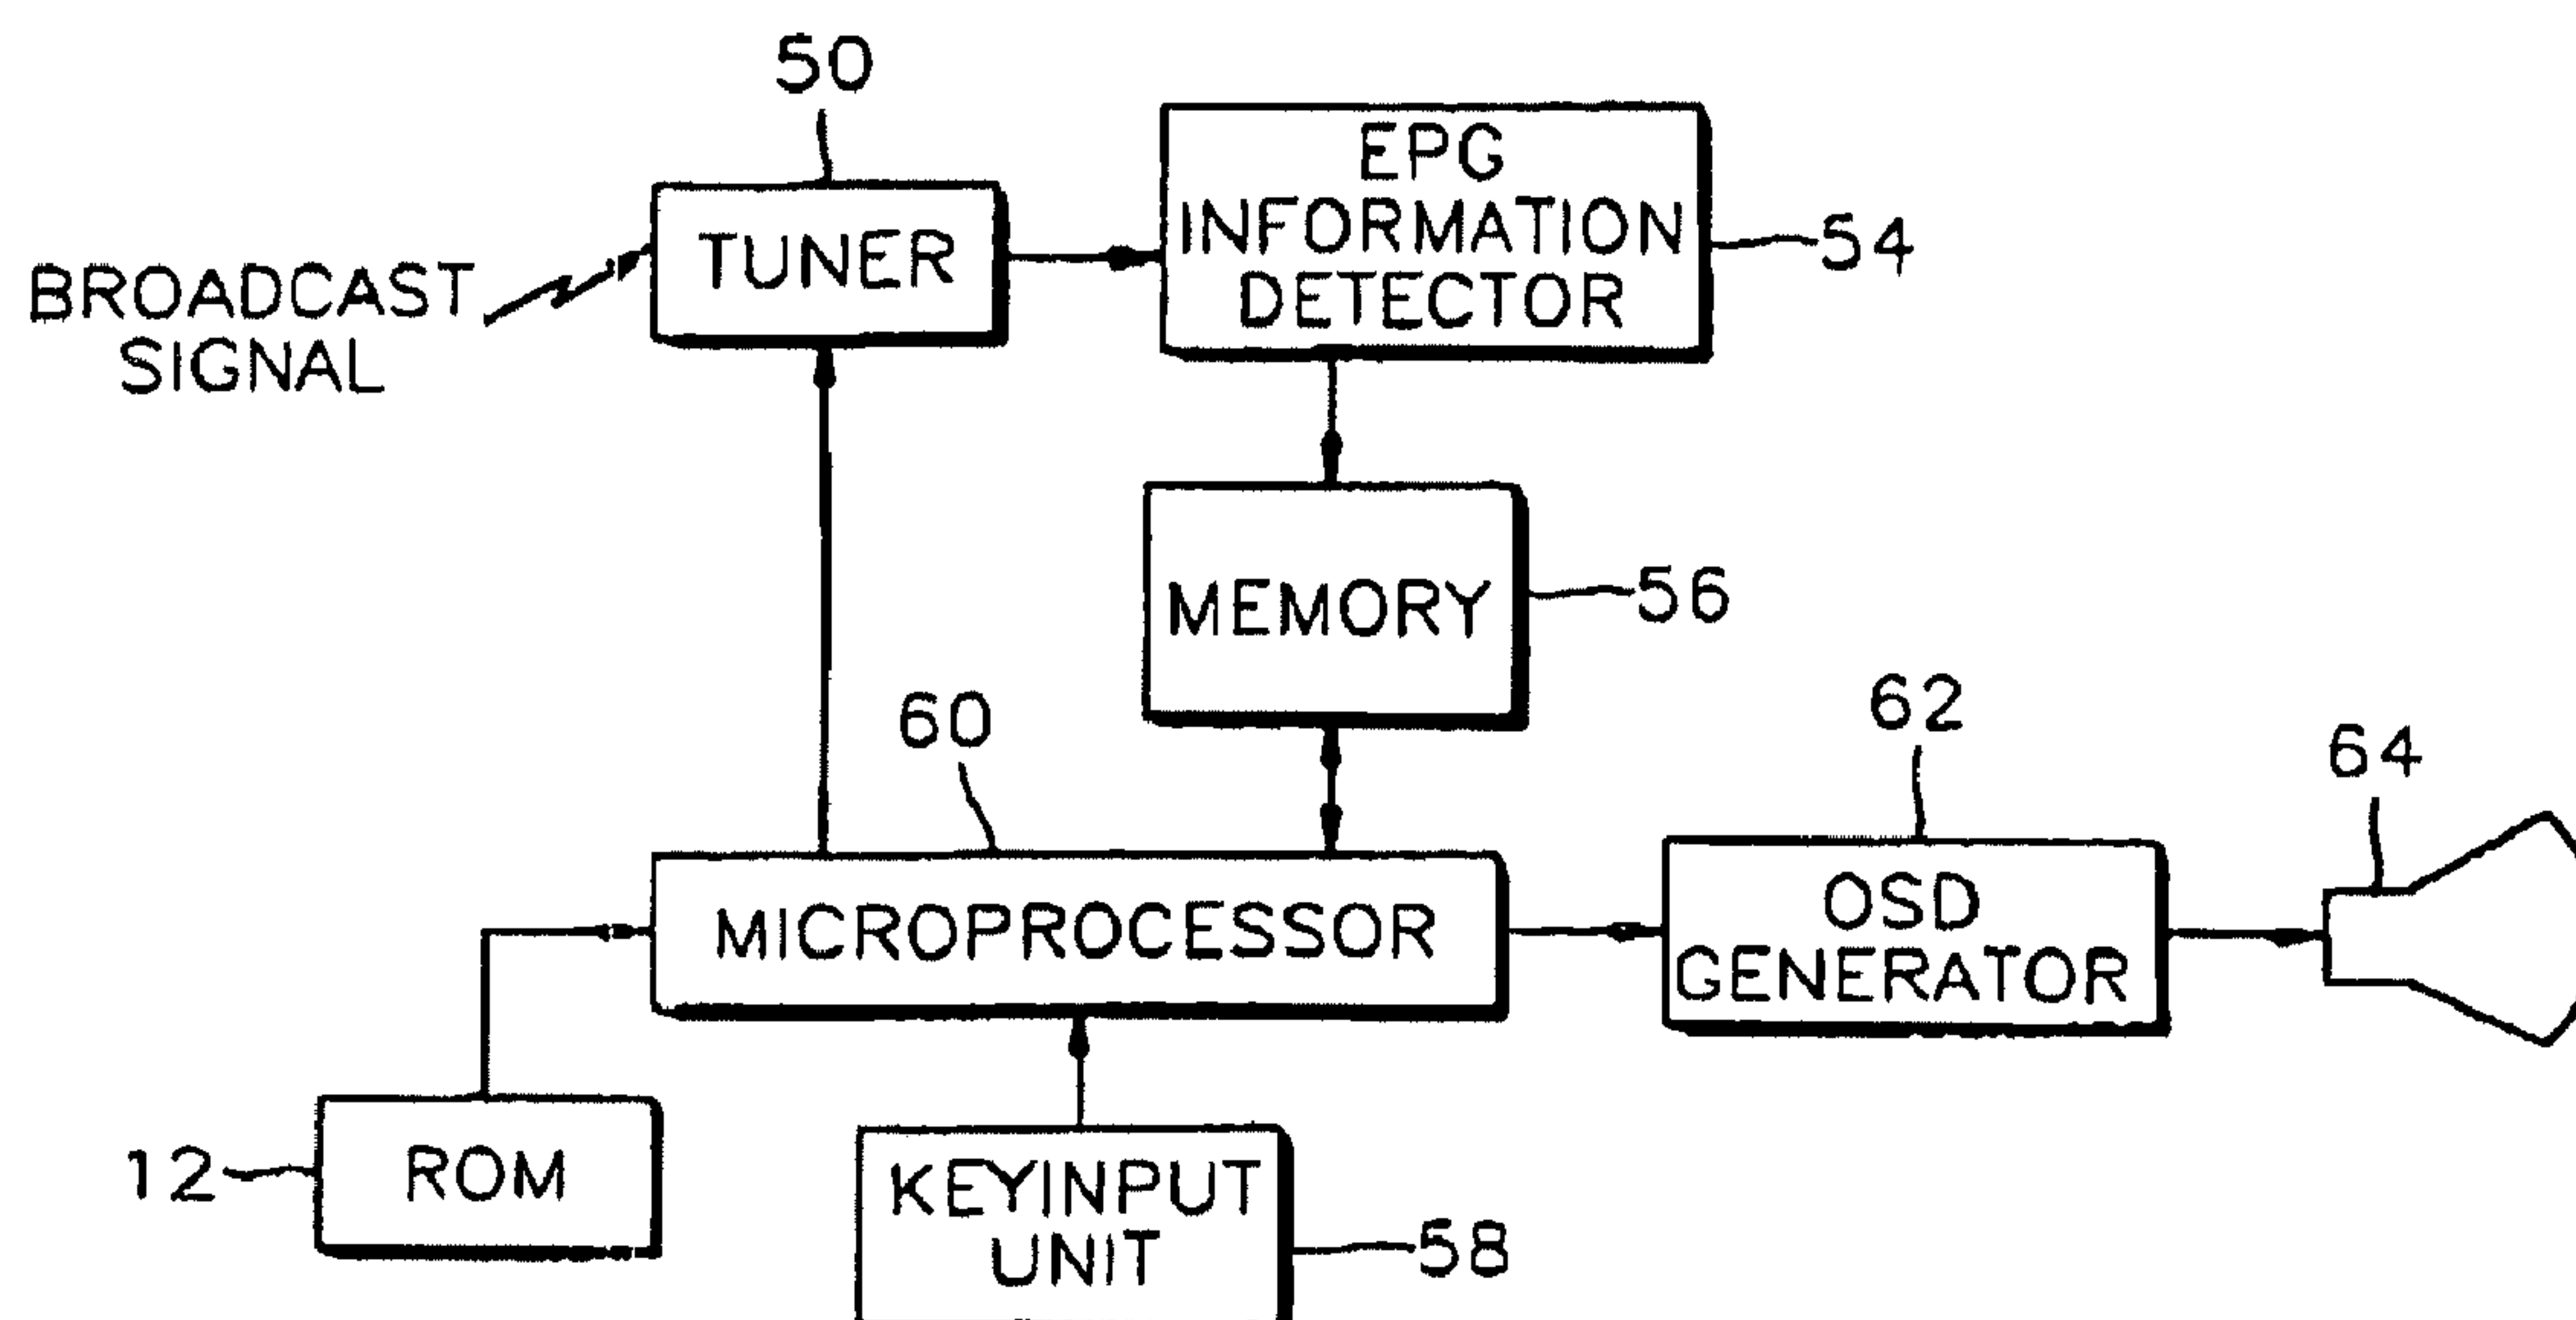 50
TUNER
BROADCAST
SIGNAL
EPG
INFORMATION
DETECTOR
54
MEMORY
56
60
MICROPROCESSOR
62
OSD
GENERATOR
64
12
ROM
KEYINPUT
UNIT
58